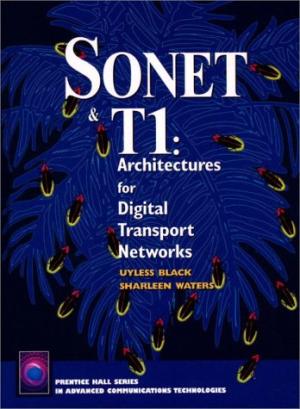 SONET
& T1:
Architectures
for
Digital
Transport
Networks
UYLESS BLACK
SHARLEEN WATERS
PRENTICE HALL SERIES
IN ADVANCED COMMUNICATIONS TECHNOLOGIES